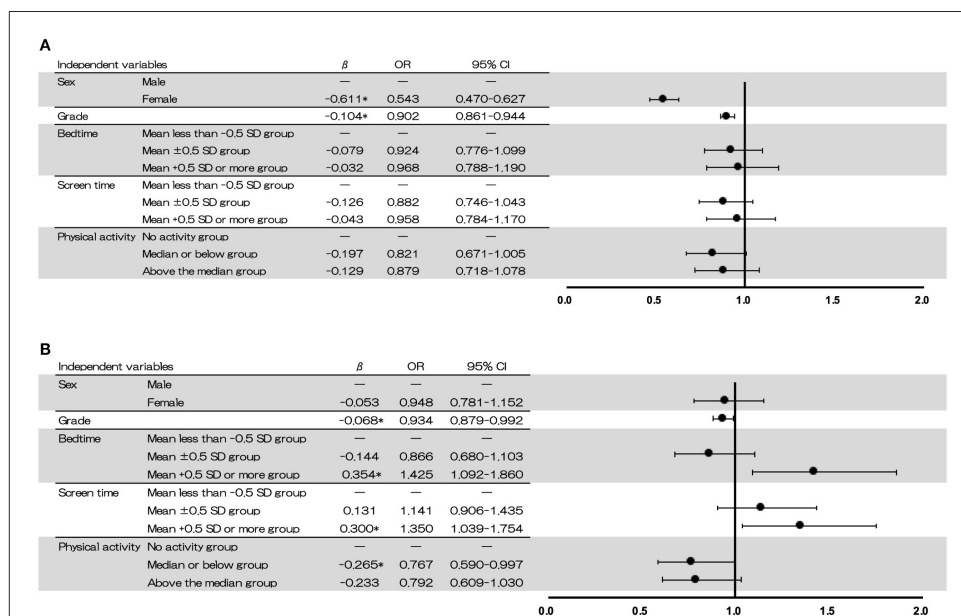 A
Independent variables β OR 95% CI
Sex Male — — —
Female -0.611* 0.543 0.470-0.627
Grade -0.104* 0.902 0.861-0.944
Bedtime Mean less than -0.5 SD group — — —
Mean ±0.5 SD group -0.079 0.924 0.776-1.099
Mean +0.5 SD or more group -0.032 0.968 0.788-1.190
Screen time Mean less than -0.5 SD group — — —
Mean ±0.5 SD group -0.126 0.882 0.746-1.043
Mean +0.5 SD or more group -0.043 0.958 0.784-1.170
Physical activity No activity group — — —
Median or below group -0.197 0.821 0.671-1.005
Above the median group -0.129 0.879 0.718-1.078
0.0 0.5 1.0 1.5 2.0
B
Independent variables β OR 95% CI
Sex Male — — —
Female -0.053 0.948 0.781-1.152
Grade -0.068* 0.934 0.879-0.992
Bedtime Mean less than -0.5 SD group — — —
Mean ±0.5 SD group -0.144 0.866 0.680-1.103
Mean +0.5 SD or more group 0.354* 1.425 1.092-1.860
Screen time Mean less than -0.5 SD group — — —
Mean ±0.5 SD group 0.131 1.141 0.906-1.435
Mean +0.5 SD or more group 0.300* 1.350 1.039-1.754
Physical activity No activity group — — —
Median or below group -0.265* 0.767 0.590-0.997
Above the median group -0.233 0.792 0.609-1.030
0.0 0.5 1.0 1.5 2.0